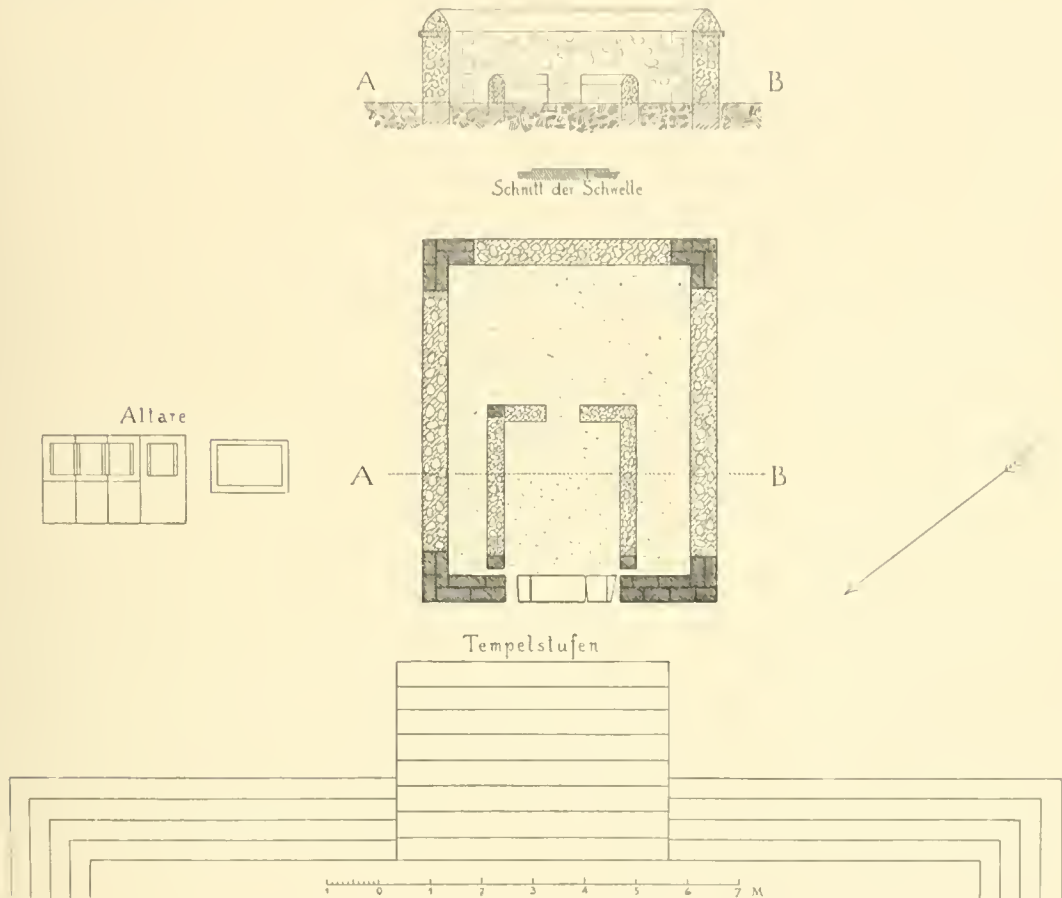 A B
Schnitt der Schwelle
Altare
A B
Tempelstufen
1 0 1 2 3 4 5 6 7 M